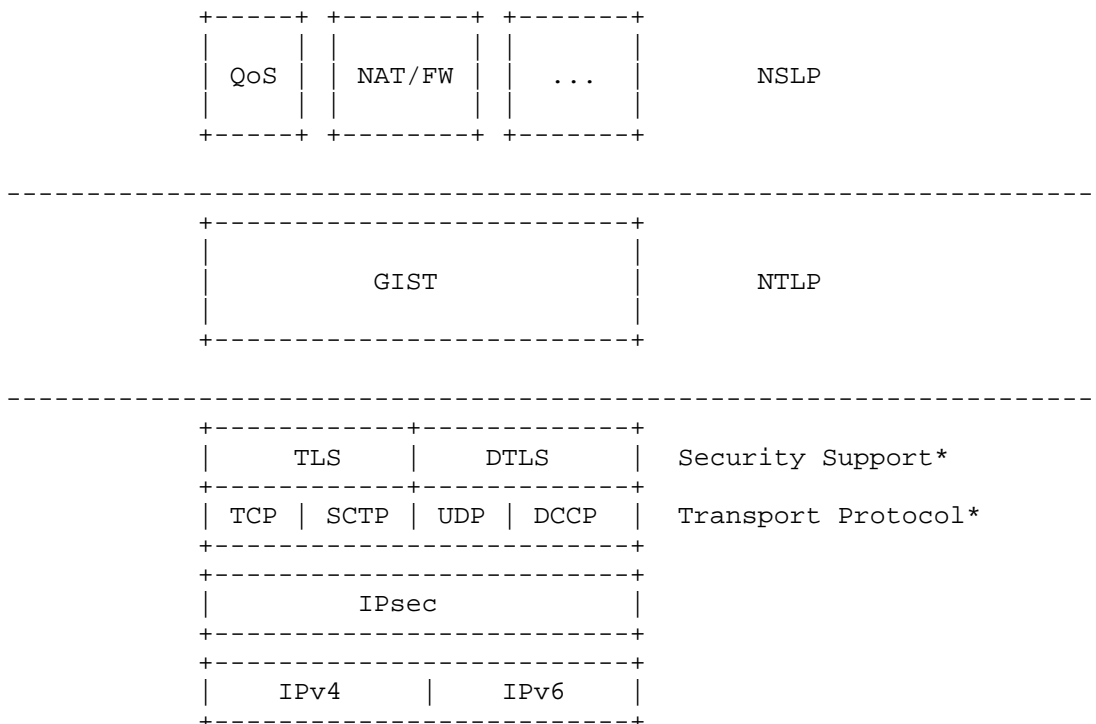 QoS NAT/FW ... NSLP
GIST NTLP
TLS DTLS Security Support*
TCP SCTP UDP DCCP Transport Protocol*
IPsec
IPv4 IPv6